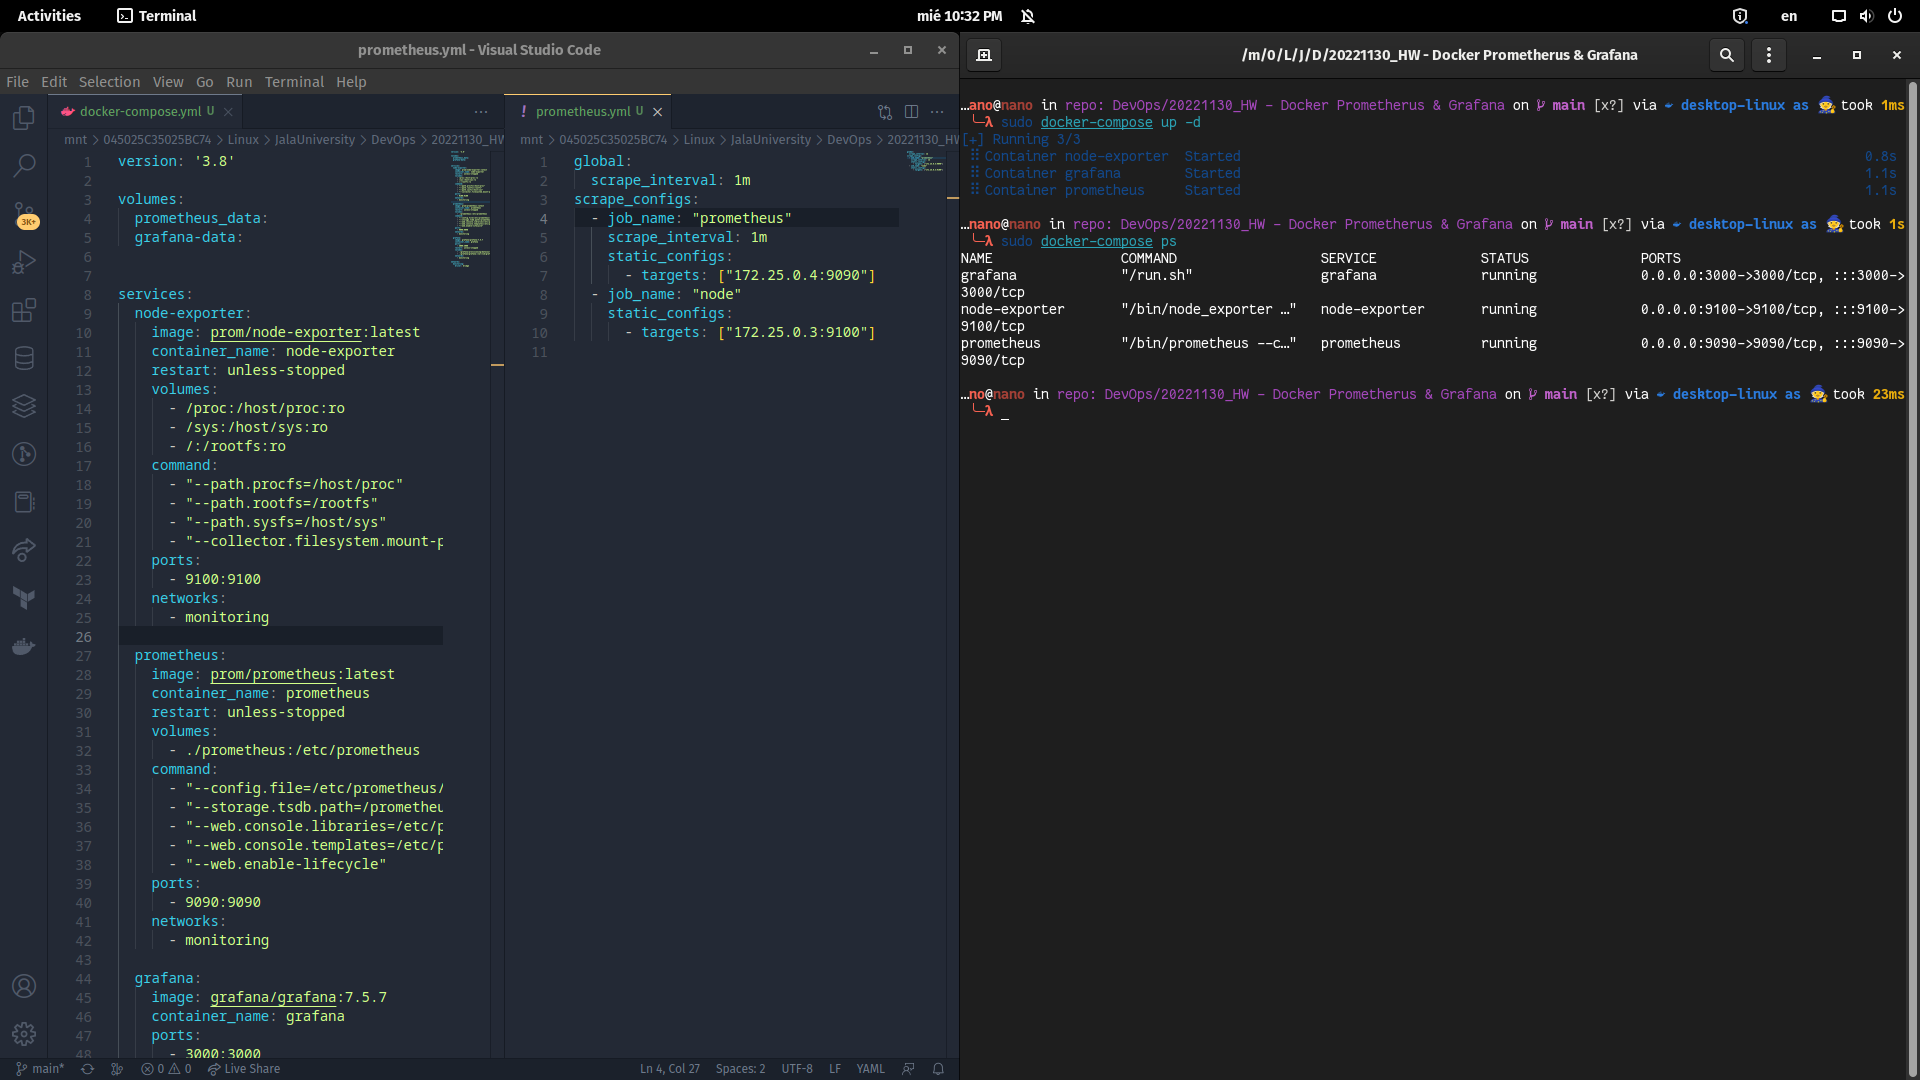 Activities
Terminal
mié 10:32 PM
en
prometheus.yml - Visual Studio Code
File Edit Selection View Go Run Terminal Help
docker-compose.yml U
mnt > 045025C35025BC74 > Linux > JalaUniversity > DevOps > 20221130_HW
1 version: '3.8'
2
3 volumes:
4 prometheus_data:
5 grafana-data:
6
7
8 services:
9 node-exporter:
10 image: prom/node-exporter:latest
11 container_name: node-exporter
12 restart: unless-stopped
13 volumes:
14 - /proc:/host/proc:ro
15 - /sys:/host/sys:ro
16 - /:/rootfs:ro
17 command:
18 - "--path.procfs=/host/proc"
19 - "--path.rootfs=/rootfs"
20 - "--path.sysfs=/host/sys"
21 - "--collector.filesystem.mount-p
22 ports:
23 - 9100:9100
24 networks:
25 - monitoring
26
27 prometheus:
28 image: prom/prometheus:latest
29 container_name: prometheus
30 restart: unless-stopped
31 volumes:
32 - ./prometheus:/etc/prometheus
33 command:
34 - "--config.file=/etc/prometheus/
35 - "--storage.tsdb.path=/prometheu
36 - "--web.console.libraries=/etc/p
37 - "--web.console.templates=/etc/p
38 - "--web.enable-lifecycle"
39 ports:
40 - 9090:9090
41 networks:
42 - monitoring
43
44 grafana:
45 image: grafana/grafana:7.5.7
46 container_name: grafana
47 ports:
48 - 3000:3000
3K+
prometheus.yml U
mnt > 045025C35025BC74 > Linux > JalaUniversity > DevOps > 20221130_HW
1 global:
2 scrape_interval: 1m
3 scrape_configs:
4 - job_name: "prometheus"
5 scrape_interval: 1m
6 static_configs:
7 - targets: ["172.25.0.4:9090"]
8 - job_name: "node"
9 static_configs:
10 - targets: ["172.25.0.3:9100"]
11
main* 0 0 Live Share Ln 4, Col 27 Spaces: 2 UTF-8 LF YAML
/m/0/L/J/D/20221130_HW - Docker Prometherus & Grafana
…ano@nano in repo: DevOps/20221130_HW - Docker Prometherus & Grafana on main [x?] via desktop-linux as took 1ms
╰─λ sudo docker-compose up -d
[+] Running 3/3
⠿ Container node-exporter Started 0.8s
⠿ Container grafana Started 1.1s
⠿ Container prometheus Started 1.1s
….nano@nano in repo: DevOps/20221130_HW - Docker Prometherus & Grafana on main [x?] via desktop-linux as took 1s
╰─λ sudo docker-compose ps
NAME COMMAND SERVICE STATUS PORTS
grafana "/run.sh" grafana running 0.0.0.0:3000->3000/tcp, :::3000->
3000/tcp
node-exporter "/bin/node_exporter …" node-exporter running 0.0.0.0:9100->9100/tcp, :::9100->
9100/tcp
prometheus "/bin/prometheus --c…" prometheus running 0.0.0.0:9090->9090/tcp, :::9090->
9090/tcp
…no@nano in repo: DevOps/20221130_HW - Docker Prometherus & Grafana on main [x?] via desktop-linux as took 23ms
╰─λ _